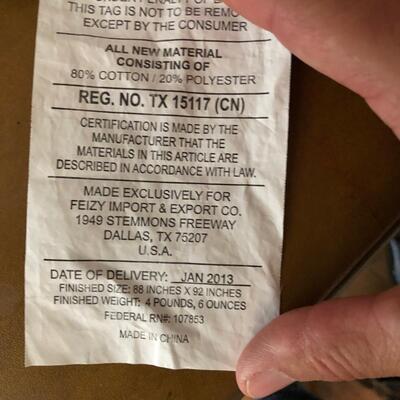 THIS TAG IS NOT TO BE
EXCEPT BY THE CONSUMER
ALL NEW MATERIAL
CONSISTING OF
80% COTTON / 20% POLYESTER
REG. NO. TX 15117 (CN)
CERTIFICATION IS MADE BY THE
MANUFACTURER THAT THE
MATERIALS IN THIS ARTICLE ARE
DESCRIBED IN ACCORDANCE WITH LAW.
MADE EXCLUSIVELY FOR
FEIZY IMPORT & EXPORT CO.
1949 STEMMONS FREEWAY
DALLAS, TX 75207
U.S.A.
DATE OF DELIVERY: JAN 2013
FINISHED SIZE: 88 INCHES X 92 INCHES
FINISHED WEIGHT: 4 POUNDS, 6 OUNCES
FEDERAL RN#: 107853
MADE IN CHINA